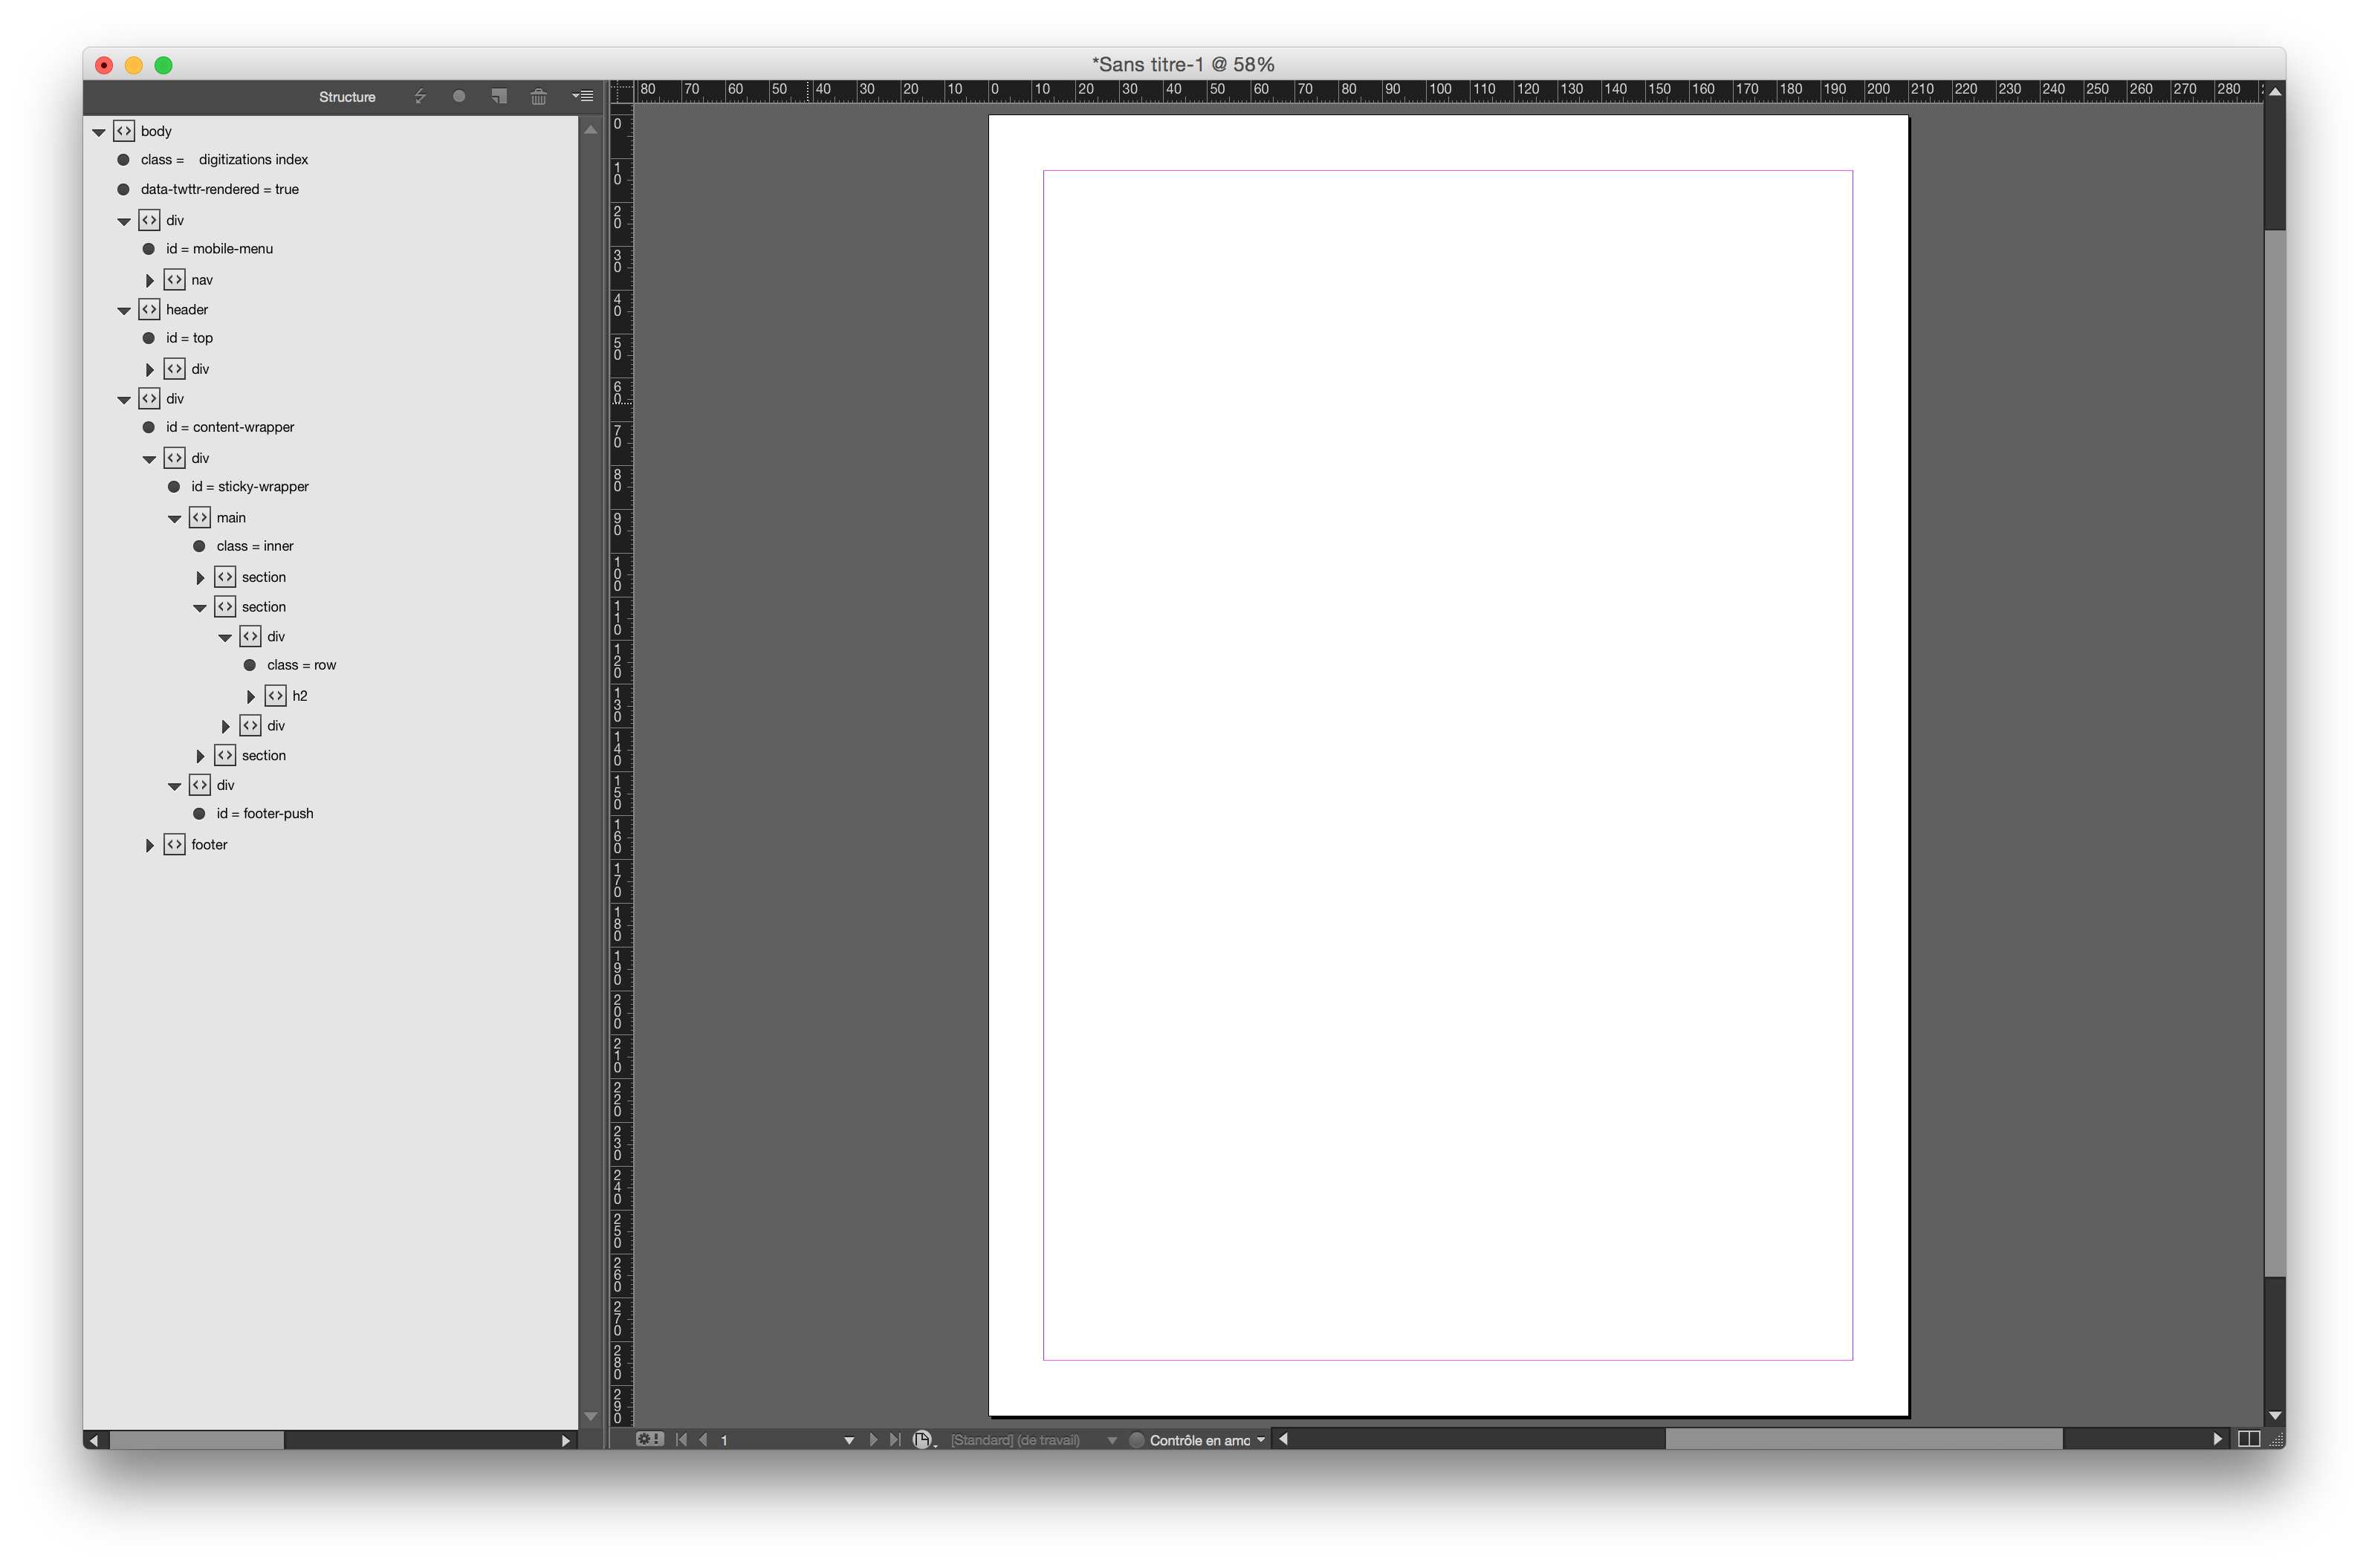 *Sans titre-1 @ 58%
Structure
80 70 60 50 40 30 20 10 0 10 20 30 40 50 60 70 80 90 100 110 120 130 140 150 160 170 180 190 200 210 220 230 240 250 260 270 280
body
class = digitizations index
data-twttr-rendered = true
div
id = mobile-menu
nav
header
id = top
div
div
id = content-wrapper
div
id = sticky-wrapper
main
class = inner
section
section
div
class = row
h2
div
section
div
id = footer-push
footer
0
10
20
30
40
50
60
70
80
90
100
110
120
130
140
150
160
170
180
190
200
210
220
230
240
250
260
270
280
290
1 [Standard] (de travail) Contrôle en amc